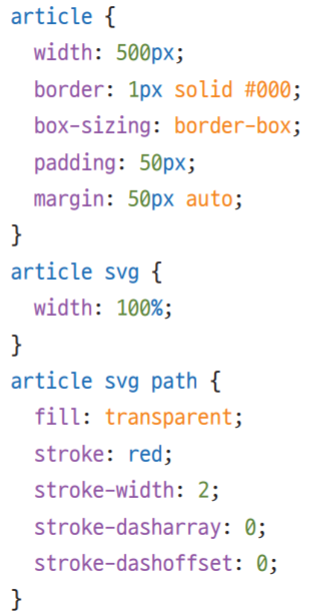 article {
  width: 500px;
  border: 1px solid #000;
  box-sizing: border-box;
  padding: 50px;
  margin: 50px auto;
}
article svg {
  width: 100%;
}
article svg path {
  fill: transparent;
  stroke: red;
  stroke-width: 2;
  stroke-dasharray: 0;
  stroke-dashoffset: 0;
}